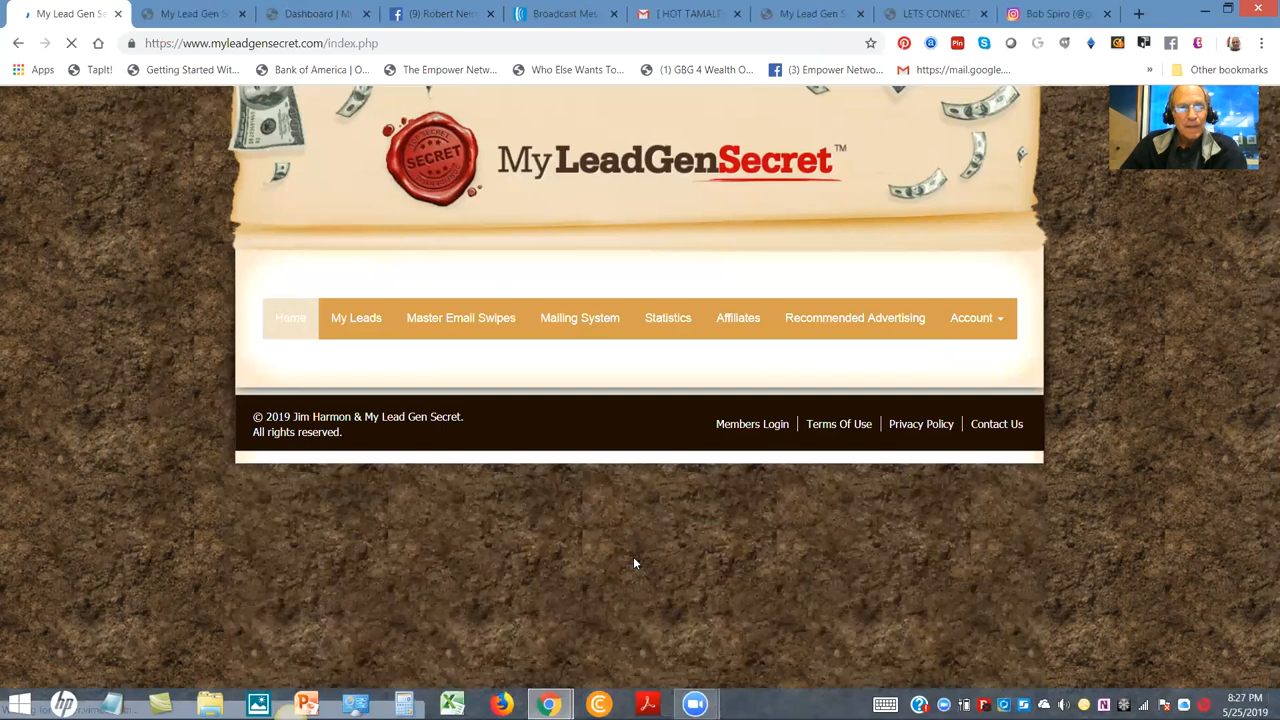 My Lead Gen Se
My Lead Gen S
Dashboard | M
(9) Robert Nei
Broadcast Mes
[ HOT TAMALE
My Lead Gen S
LETS CONNECT
Bob Spiro (@g
https://www.myleadgensecret.com/index.php
Apps
TapIt!
Getting Started Wit...
Bank of America | O...
The Empower Netw...
Who Else Wants To...
(1) GBG 4 Wealth O...
(3) Empower Netwo...
https://mail.google....
»
Other bookmarks
SECRET
MyLeadGenSecret™
Home
My Leads
Master Email Swipes
Mailing System
Statistics
Affiliates
Recommended Advertising
Account
© 2019 Jim Harmon & My Lead Gen Secret.
All rights reserved.
Members Login
Terms Of Use
Privacy Policy
Contact Us
8:27 PM
5/25/2019